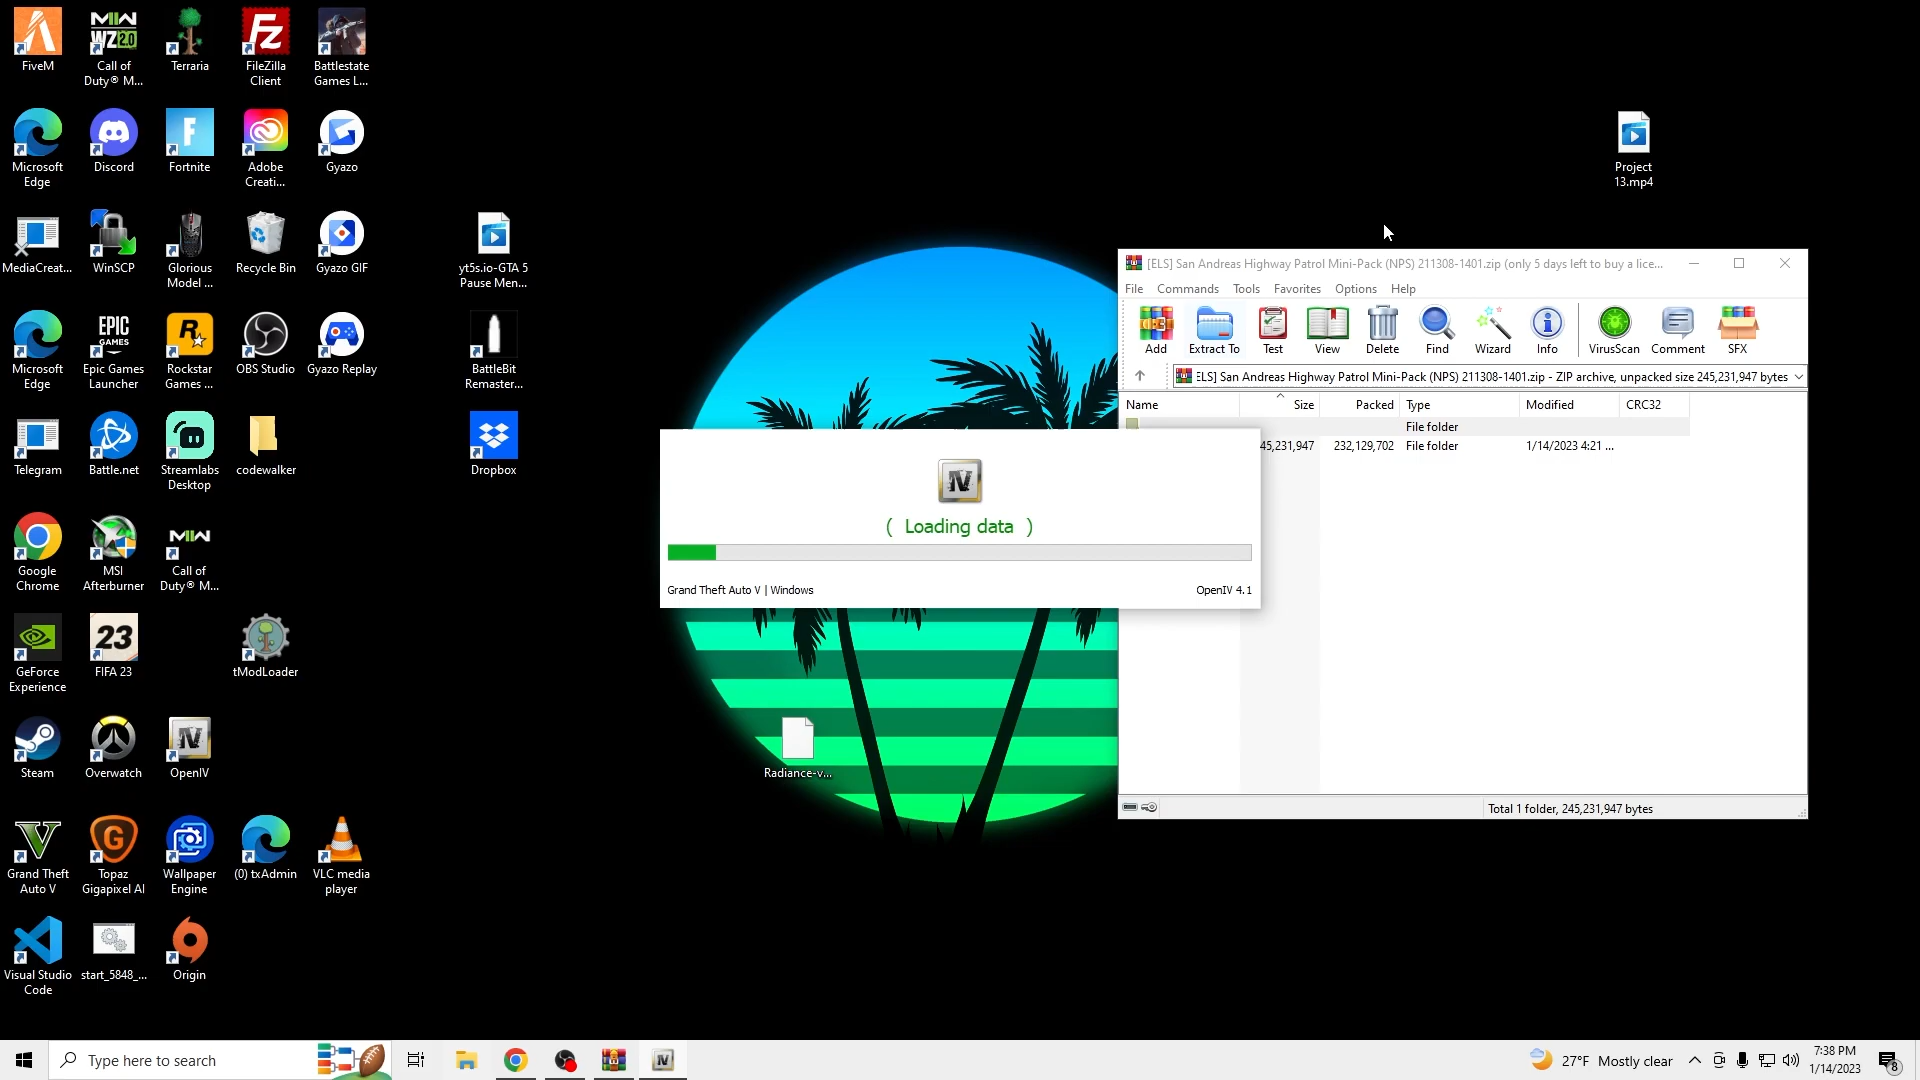 FiveM
Call of
Duty® M...
Terraria
FileZilla
Client
Battlestate
Games L...
Microsoft
Edge
Discord
Fortnite
Adobe
Creati...
Gyazo
MediaCreat...
WinSCP
Glorious
Model ...
Recycle Bin
Gyazo GIF
yt5s.io-GTA 5
Pause Men...
Project
13.mp4
Microsoft
Edge
EPIC
GAMES
Epic Games
Launcher
Rockstar
Games ...
OBS Studio
Gyazo Replay
BattleBit
Remaster...
Telegram
Battle.net
Streamlabs
Desktop
codewalker
Dropbox
Google
Chrome
MSI
Afterburner
Call of
Duty® M...
GeForce
Experience
23
FIFA 23
tModLoader
Steam
Overwatch
OpenIV
Radiance-v...
Grand Theft
Auto V
Topaz
Gigapixel AI
Wallpaper
Engine
(0) txAdmin
VLC media
player
Visual Studio
Code
start_5848_...
Origin
[ELS] San Andreas Highway Patrol Mini-Pack (NPS) 211308-1401.zip (only 5 days left to buy a lice...
File Commands Tools Favorites Options Help
Add Extract To Test View Delete Find Wizard Info VirusScan Comment SFX
ELS] San Andreas Highway Patrol Mini-Pack (NPS) 211308-1401.zip - ZIP archive, unpacked size 245,231,947 bytes
Name Size Packed Type Modified CRC32
File folder
45,231,947 232,129,702 File folder 1/14/2023 4:21 ...
Total 1 folder, 245,231,947 bytes
IV
( Loading data )
Grand Theft Auto V | Windows OpenIV 4.1
Type here to search
27°F Mostly clear
7:38 PM
1/14/2023
8